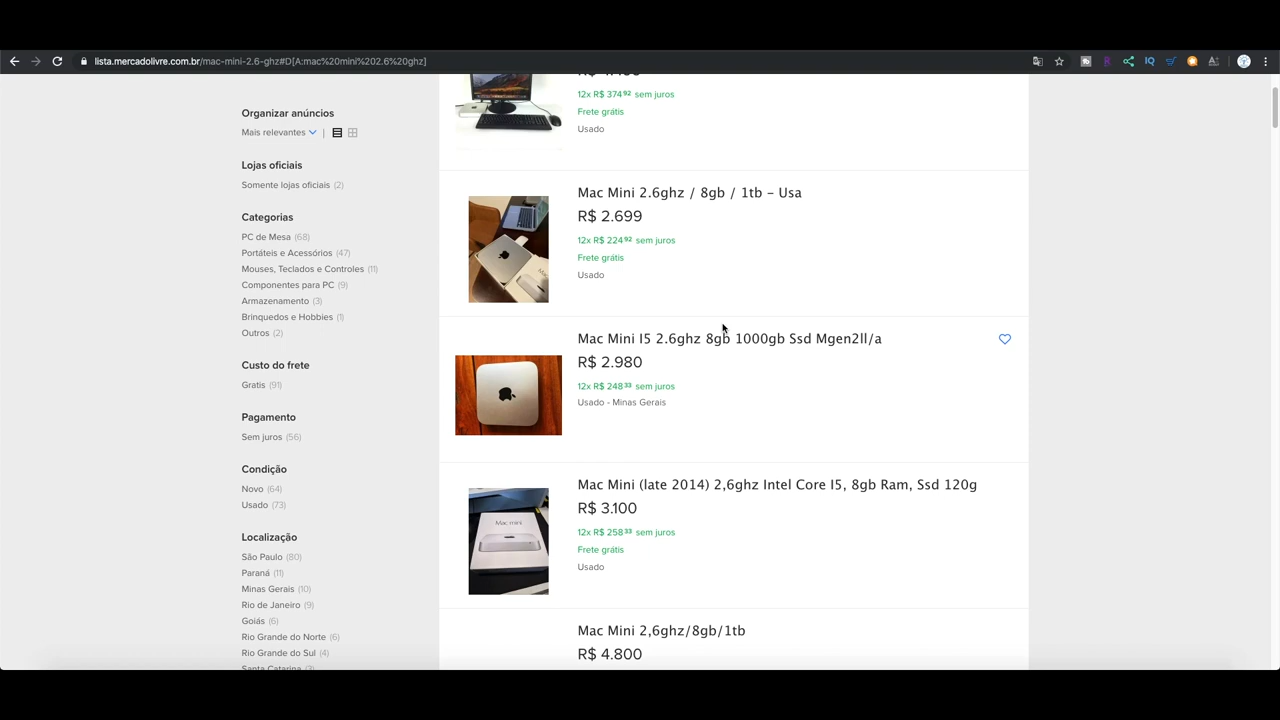 lista.mercadolivre.com.br/mac-mini-2.6-ghz#D[A:mac%20mini%202.6%20ghz]
Organizar anúncios
Mais relevantes |
Lojas oficiais
Somente lojas oficiais (2)
Categorias
PC de Mesa (68)
Portáteis e Acessórios (47)
Mouses, Teclados e Controles (11)
Componentes para PC (9)
Armazenamento (3)
Brinquedos e Hobbies (1)
Outros (2)
Custo do frete
Gratis (91)
Pagamento
Sem juros (56)
Condição
Novo (64)
Usado (73)
Localização
São Paulo (80)
Paraná (11)
Minas Gerais (10)
Rio de Janeiro (9)
Goiás (6)
Rio Grande do Norte (6)
Rio Grande do Sul (4)
Santa Catarina (3)
12x R$ 374 92 sem juros
Frete grátis
Usado
Mac Mini 2.6ghz / 8gb / 1tb – Usa
R$ 2.699
12x R$ 224 92 sem juros
Frete grátis
Usado
Mac Mini I5 2.6ghz 8gb 1000gb Ssd Mgen2ll/a
R$ 2.980
12x R$ 248 33 sem juros
Usado - Minas Gerais
Mac Mini (late 2014) 2,6ghz Intel Core I5, 8gb Ram, Ssd 120g
R$ 3.100
12x R$ 258 33 sem juros
Frete grátis
Usado
Mac mini
Mac Mini 2,6ghz/8gb/1tb
R$ 4.800